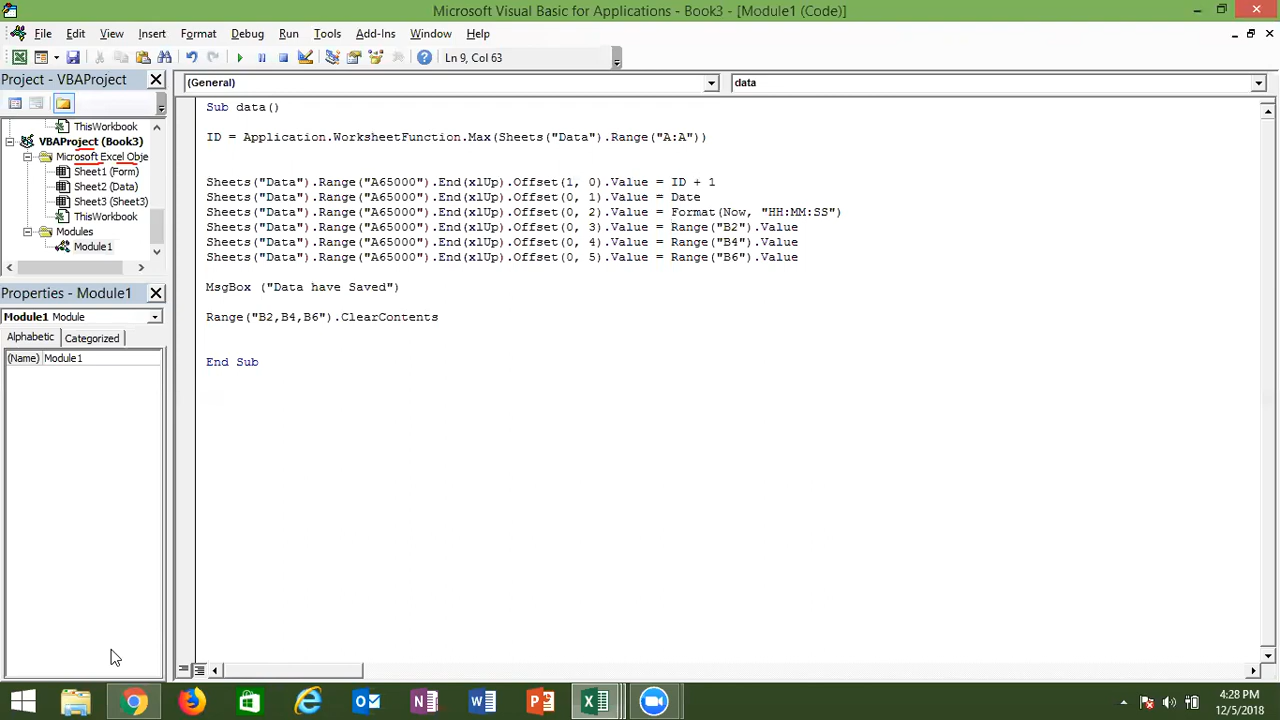 Microsoft Visual Basic for Applications - Book3 - [Module1 (Code)]
File Edit View Insert Format Debug Run Tools Add-Ins Window Help
Ln 9, Col 63
Project - VBAProject
(General)
data
ThisWorkbook
VBAProject (Book3)
Microsoft Excel Obje
Sheet1 (Form)
Sheet2 (Data)
Sheet3 (Sheet3)
ThisWorkbook
Modules
Module1
Properties - Module1
Module1 Module
Alphabetic Categorized
(Name) Module1
Sub data()
ID = Application.WorksheetFunction.Max(Sheets("Data").Range("A:A"))
Sheets("Data").Range("A65000").End(xlUp).Offset(1, 0).Value = ID + 1
Sheets("Data").Range("A65000").End(xlUp).Offset(0, 1).Value = Date
Sheets("Data").Range("A65000").End(xlUp).Offset(0, 2).Value = Format(Now, "HH:MM:SS")
Sheets("Data").Range("A65000").End(xlUp).Offset(0, 3).Value = Range("B2").Value
Sheets("Data").Range("A65000").End(xlUp).Offset(0, 4).Value = Range("B4").Value
Sheets("Data").Range("A65000").End(xlUp).Offset(0, 5).Value = Range("B6").Value
MsgBox ("Data have Saved")
Range("B2,B4,B6").ClearContents
End Sub
4:28 PM
12/5/2018